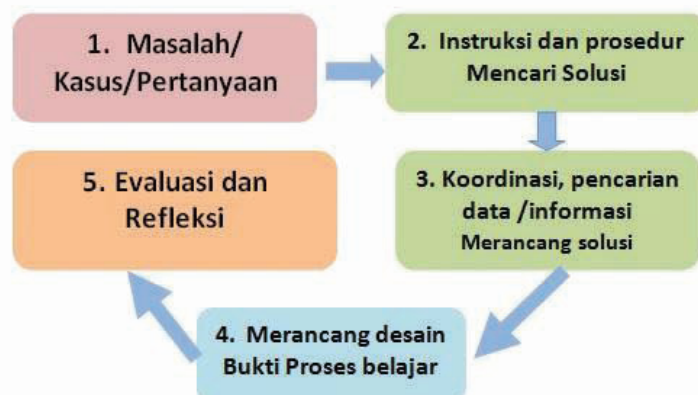 1. Masalah/
Kasus/Pertanyaan
2. Instruksi dan prosedur
Mencari Solusi
3. Koordinasi, pencarian
data /informasi
Merancang solusi
4. Merancang desain
Bukti Proses belajar
5. Evaluasi dan
Refleksi